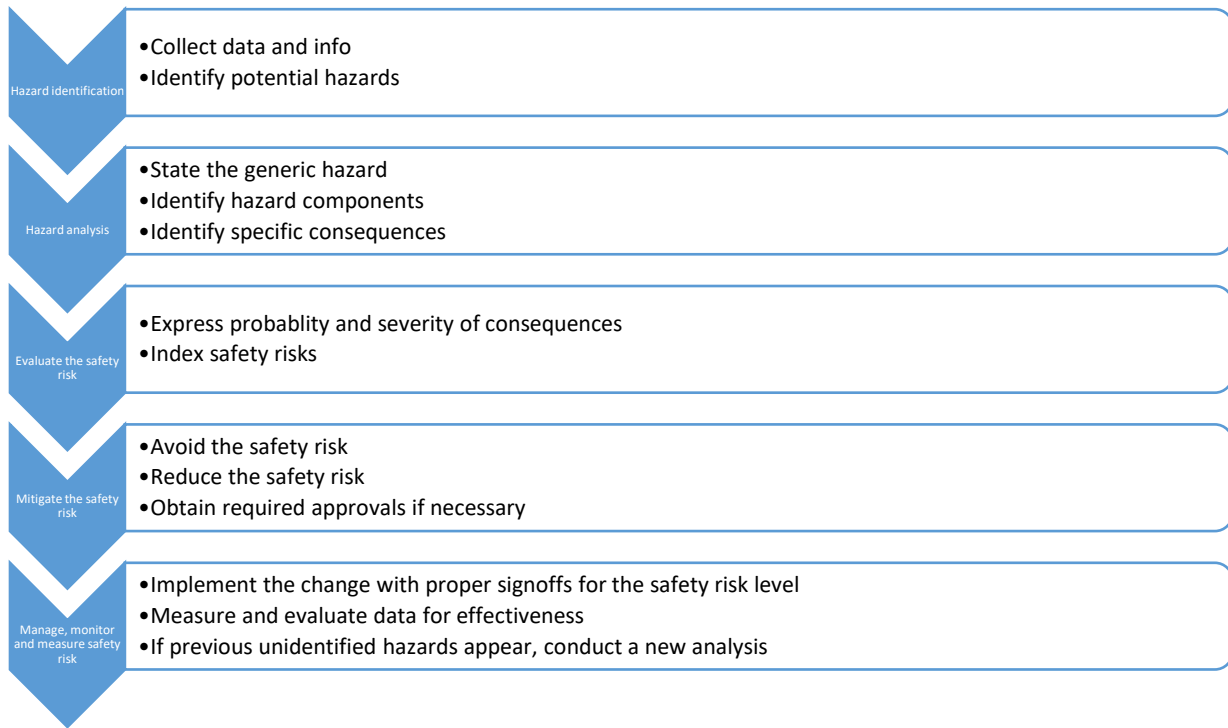 Hazard identification
•Collect data and info
•Identify potential hazards
Hazard analysis
•State the generic hazard
•Identify hazard components
•Identify specific consequences
Evaluate the safety
risk
•Express probablity and severity of consequences
•Index safety risks
Mitigate the safety
risk
•Avoid the safety risk
•Reduce the safety risk
•Obtain required approvals if necessary
Manage, monitor
and measure safety
risk
•Implement the change with proper signoffs for the safety risk level
•Measure and evaluate data for effectiveness
•If previous unidentified hazards appear, conduct a new analysis